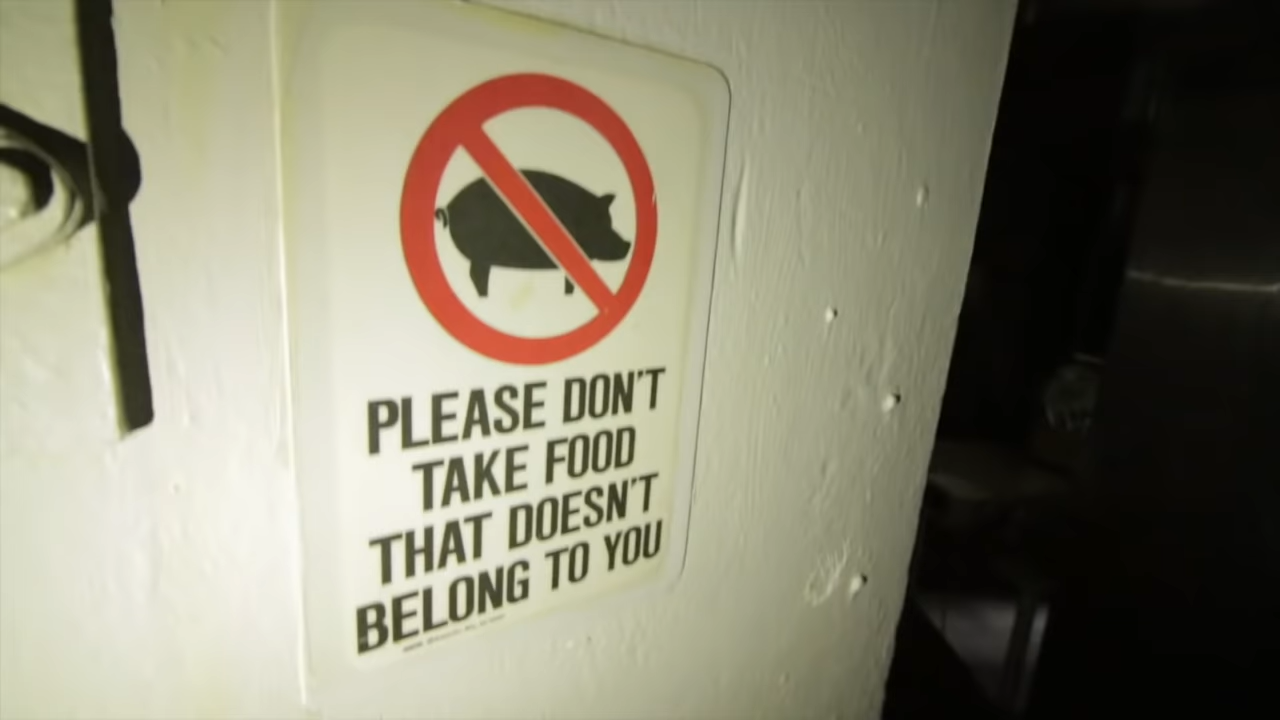 PLEASE DON'T
TAKE FOOD
THAT DOESN'T
BELONG TO YOU